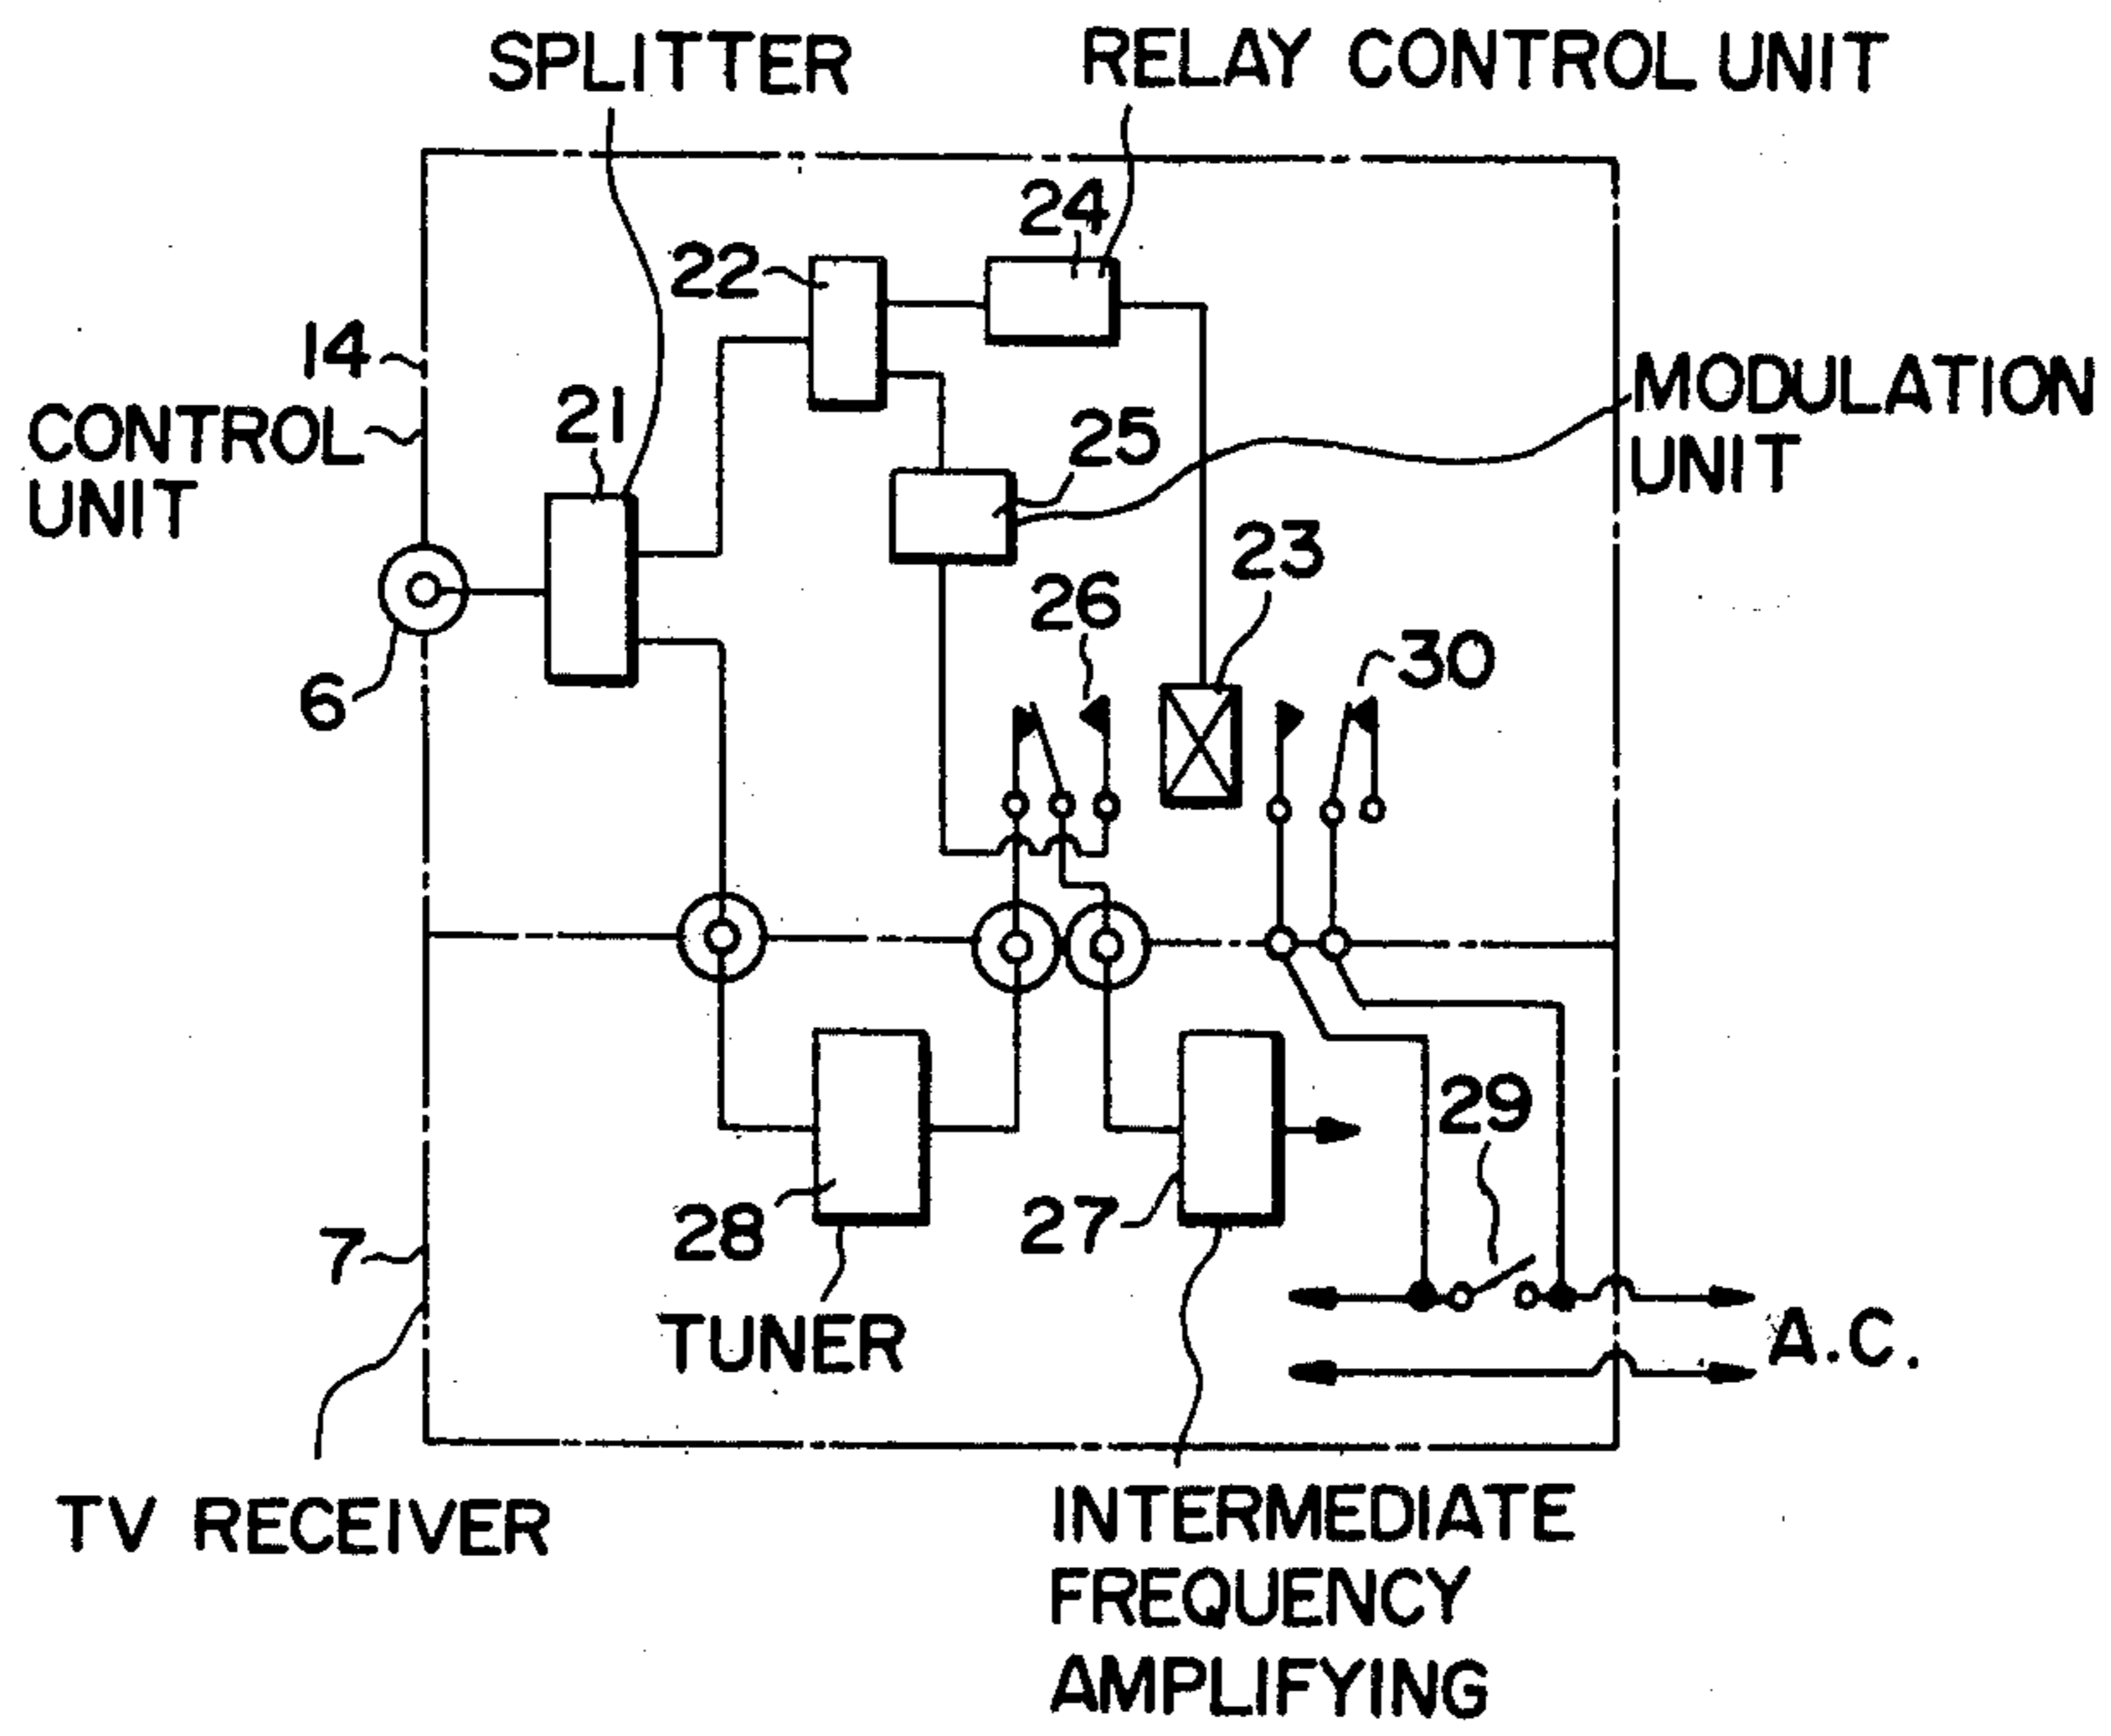 SPLITTER
RELAY CONTROL UNIT
24
22
14
CONTROL
UNIT
21
25
MODULATION
UNIT
23
26
30
6
29
28
27
7
TUNER
A.C.
TV RECEIVER
INTERMEDIATE
FREQUENCY
AMPLIFYING